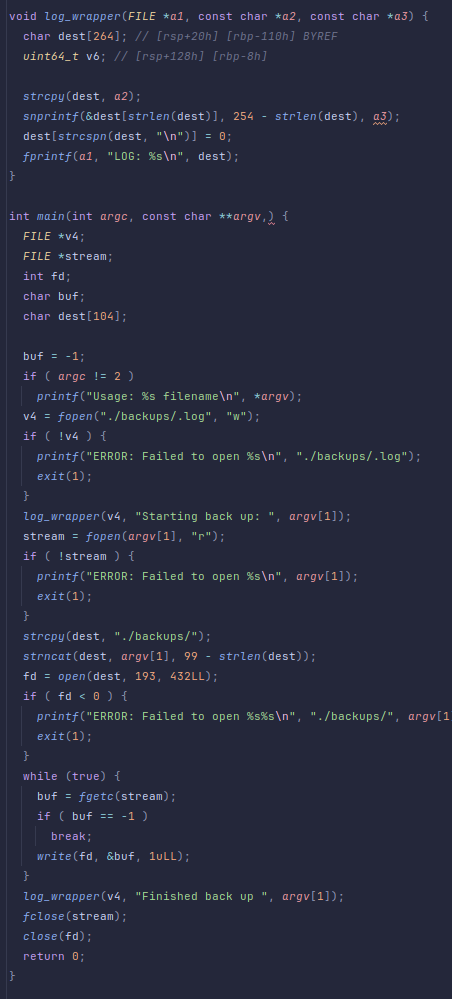 void log_wrapper(FILE *a1, const char *a2, const char *a3) {
  char dest[264]; // [rsp+20h] [rbp-110h] BYREF
  uint64_t v6; // [rsp+128h] [rbp-8h]

  strcpy(dest, a2);
  snprintf(&dest[strlen(dest)], 254 - strlen(dest), a3);
  dest[strcspn(dest, "\n")] = 0;
  fprintf(a1, "LOG: %s\n", dest);
}

int main(int argc, const char **argv,) {
  FILE *v4;
  FILE *stream;
  int fd;
  char buf;
  char dest[104];

  buf = -1;
  if ( argc != 2 )
    printf("Usage: %s filename\n", *argv);
  v4 = fopen("./backups/.log", "w");
  if ( !v4 ) {
    printf("ERROR: Failed to open %s\n", "./backups/.log");
    exit(1);
  }
  log_wrapper(v4, "Starting back up: ", argv[1]);
  stream = fopen(argv[1], "r");
  if ( !stream ) {
    printf("ERROR: Failed to open %s\n", argv[1]);
    exit(1);
  }
  strcpy(dest, "./backups/");
  strncat(dest, argv[1], 99 - strlen(dest));
  fd = open(dest, 193, 432LL);
  if ( fd < 0 ) {
    printf("ERROR: Failed to open %s%s\n", "./backups/", argv[1
    exit(1);
  }
  while (true) {
    buf = fgetc(stream);
    if ( buf == -1 )
      break;
    write(fd, &buf, 1uLL);
  }
  log_wrapper(v4, "Finished back up ", argv[1]);
  fclose(stream);
  close(fd);
  return 0;
}